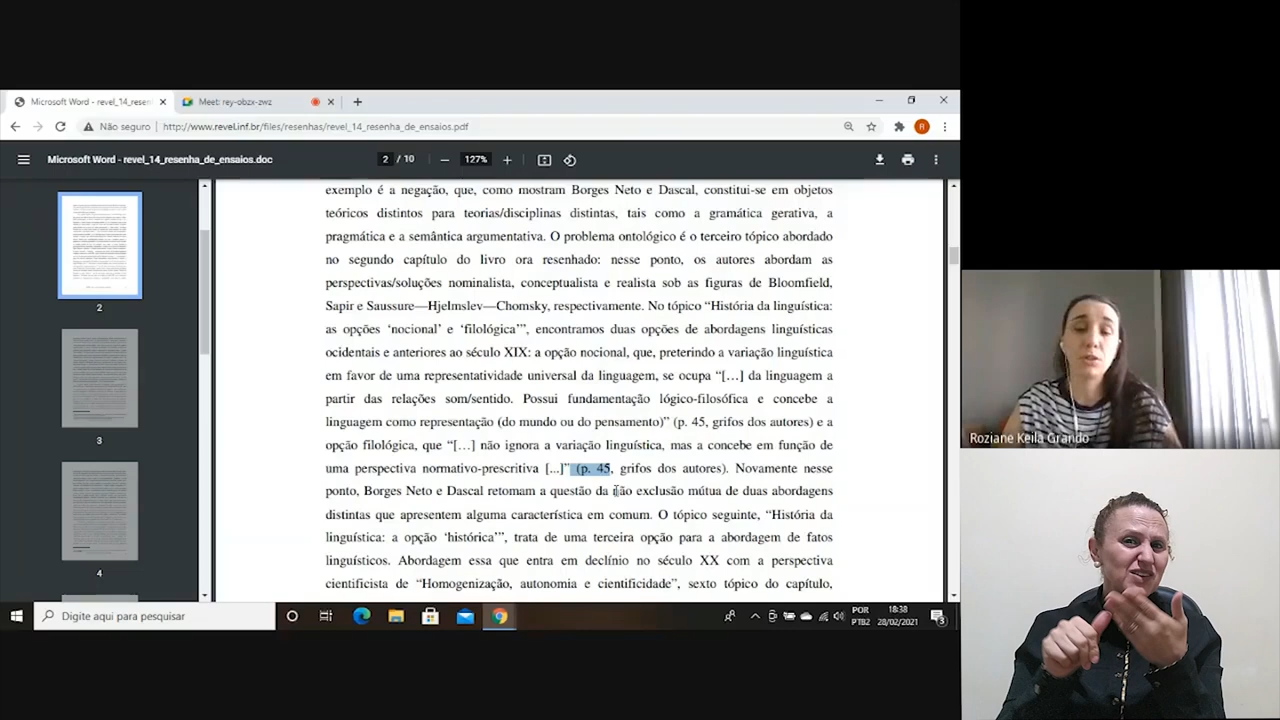 Microsoft Word - revel_14_resen
Meet: rey-obzx-zwz
Não seguro
http://www.revel.inf.br/files/resenhas/revel_14_resenha_de_ensaios.pdf
R
Microsoft Word - revel_14_resenha_de_ensaios.doc
2 / 10
127%
exemplo é a negação, que, como mostram Borges Neto e Dascal, constitui-se em objetos
teóricos distintos para teorias/disciplinas distintas, tais como a gramática gerativa, a
pragmática e a semântica argumentativa. O problema ontológico é o terceiro tópico abordado
no segundo capítulo do livro ora resenhado: nesse ponto, os autores abordam as
perspectivas/soluções nominalista, conceptualista e realista sob as figuras de Bloomfield,
Sapir e Saussure—Hjelmslev—Chomsky, respectivamente. No tópico “História da linguística:
as opções ‘nocional’ e ‘filológica’”, encontramos duas opções de abordagens linguísticas
ocidentais e anteriores ao século XIX: a opção nocional, que, preterindo a variação linguística
em favor de uma representatividade universal da linguagem, se ocupa “[…] da linguagem a
partir das relações som/sentido. Possui fundamentação lógico-filosófica e concebe a
linguagem como representação (do mundo ou do pensamento)” (p. 45, grifos dos autores) e a
opção filológica, que “[…] não ignora a variação linguística, mas a concebe em função de
uma perspectiva normativo-prescritiva [...]” (p. 45, grifos dos autores). Novamente nesse
ponto, Borges Neto e Dascal retomam a questão da não exclusão mútua de duas abordagens
distintas que apresentem alguma característica em comum. O tópico seguinte, “História da
linguística: a opção ‘histórica’”, trata de uma terceira opção para a abordagem de fatos
linguísticos. Abordagem essa que entra em declínio no século XX com a perspectiva
cientificista de “Homogenização, autonomia e cientificidade”, sexto tópico do capítulo,
2
3
4
Roziane Keila Grando
Digite aqui para pesquisar
POR
PTB2
18:38
28/02/2021
3